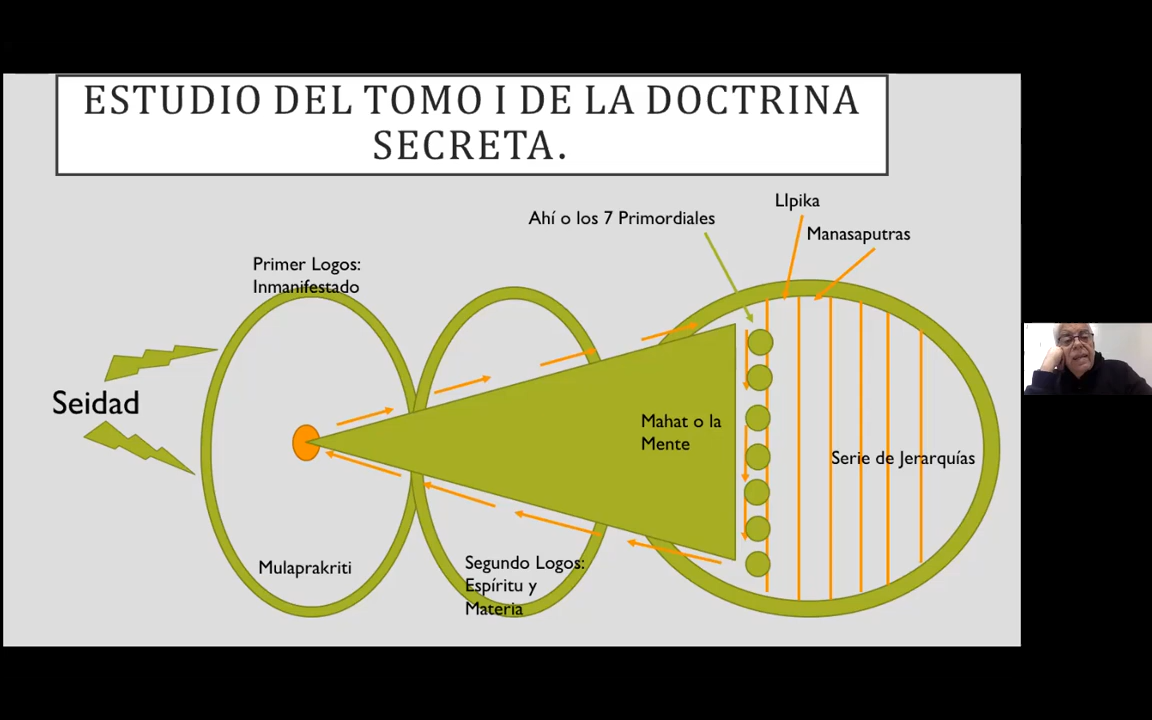 ESTUDIO DEL TOMO I DE LA DOCTRINA
SECRETA.
LIpika
Ahí o los 7 Primordiales
Manasaputras
Primer Logos:
Inmanifestado
Seidad
Mahat o la
Mente
Serie de Jerarquías
Mulaprakriti
Segundo Logos:
Espíritu y
Materia